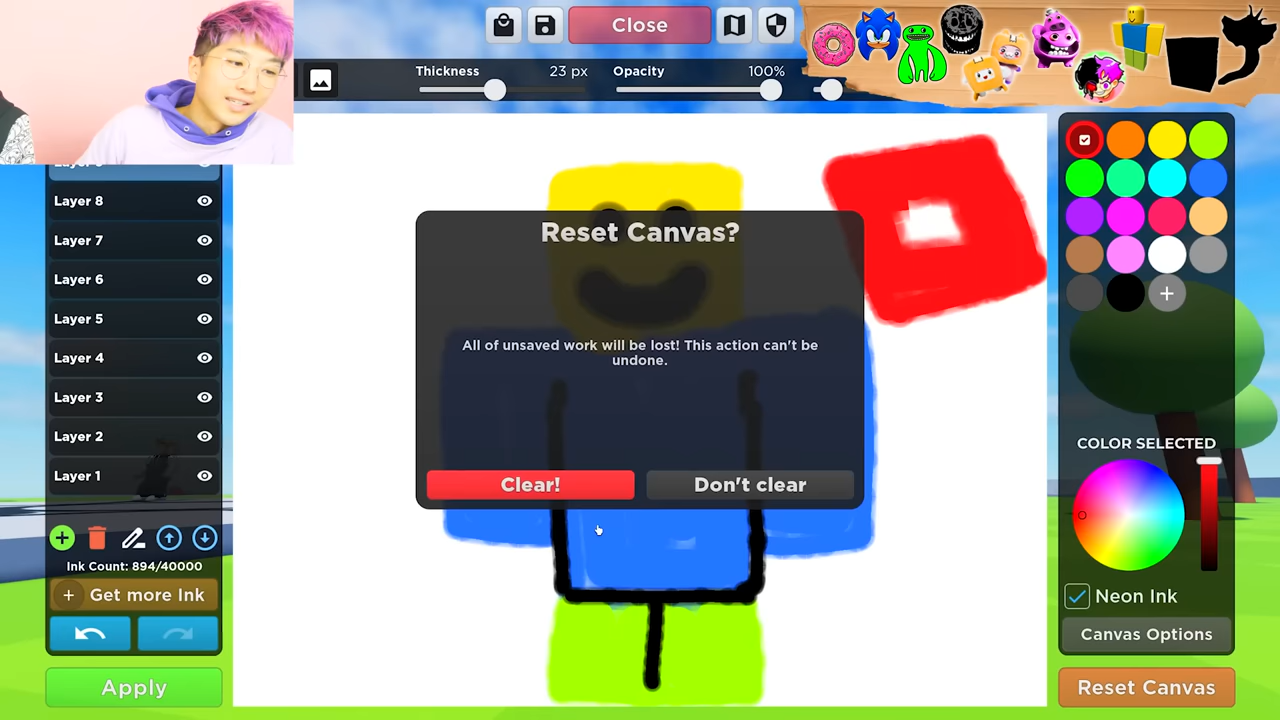 Close
Thickness 23 px Opacity 100%
Layer 8
Layer 7
Layer 6
Layer 5
Layer 4
Layer 3
Layer 2
Layer 1
Ink Count: 894/40000
+ Get more Ink
Apply
Reset Canvas?
All of unsaved work will be lost! This action can't be
undone.
Clear! Don't clear
COLOR SELECTED
Neon Ink
Canvas Options
Reset Canvas